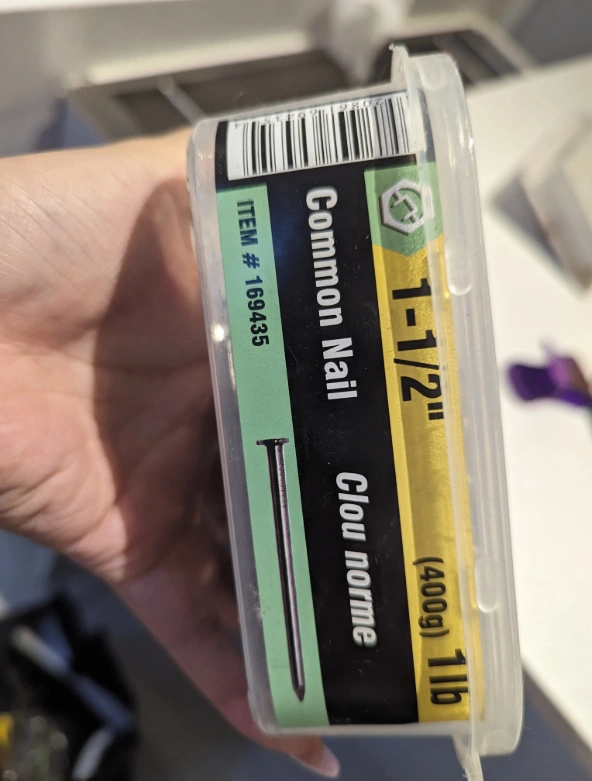 1-1/2" (400g) 1lb
Common Nail Clou norme
ITEM # 169435